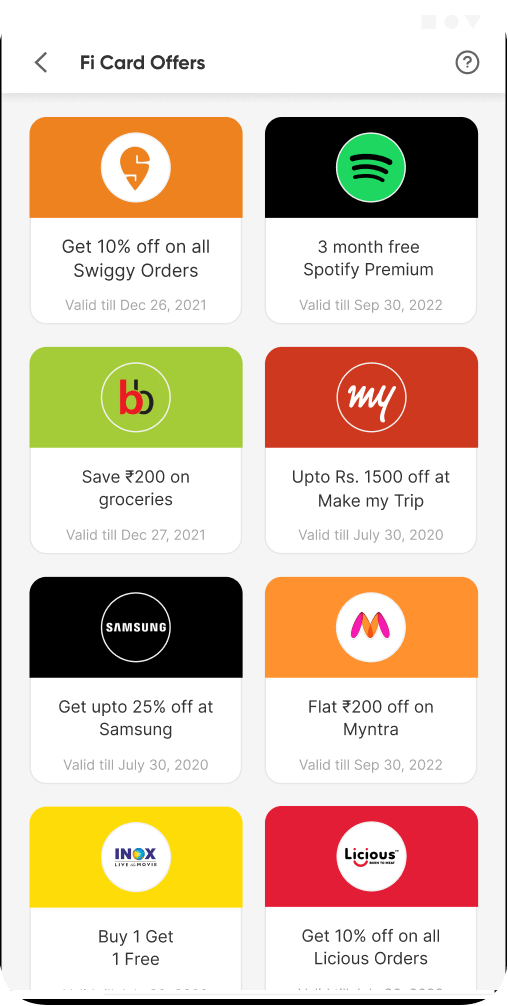 Fi Card Offers
?
Get 10% off on all
Swiggy Orders
Valid till Dec 26, 2021
3 month free
Spotify Premium
Valid till Sep 30, 2022
bb
Save ₹200 on
groceries
Valid till Dec 27, 2021
my
Upto Rs. 1500 off at
Make my Trip
Valid till July 30, 2020
SAMSUNG
Get upto 25% off at
Samsung
Valid till July 30, 2020
Flat ₹200 off on
Myntra
Valid till Sep 30, 2022
INOX
LIVE the MOVIE
Buy 1 Get
1 Free
Licious™
BORN TO MEAT
Get 10% off on all
Licious Orders